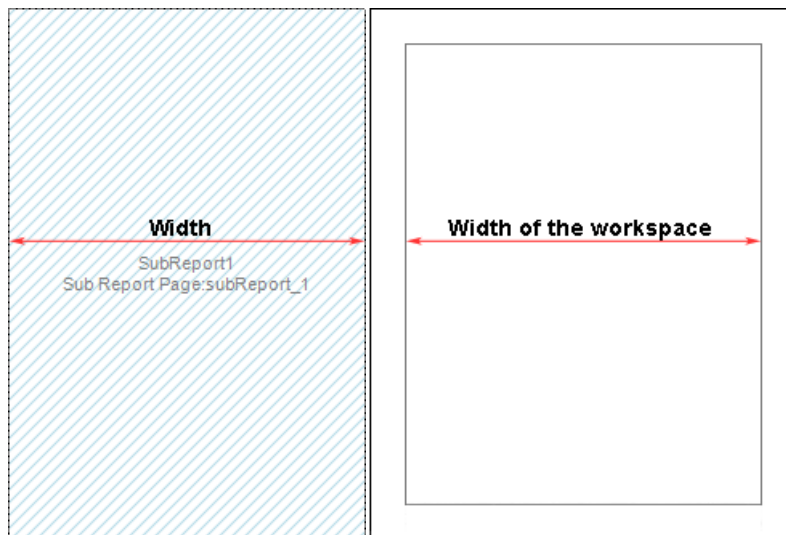 Width
SubReport1
Sub Report Page:subReport_1
Width of the workspace